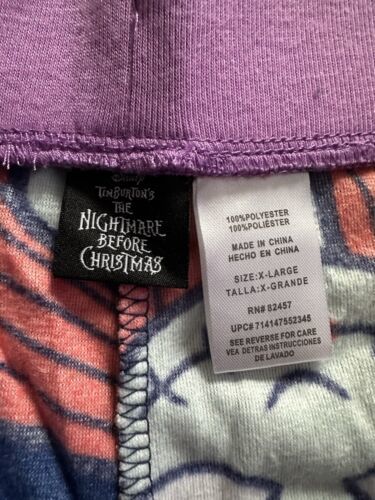 Disney
TIM BURTON'S
THE
NIGHTMARE
BEFORE
CHRISTMAS
100%POLYESTER
100%POLIÉSTER
MADE IN CHINA
HECHO EN CHINA
SIZE:X-LARGE
TALLA:X-GRANDE
RN# 82457
UPC# 714147552345
SEE REVERSE FOR CARE
VEA DETRAS INSTRUCCIONES
DE LAVADO